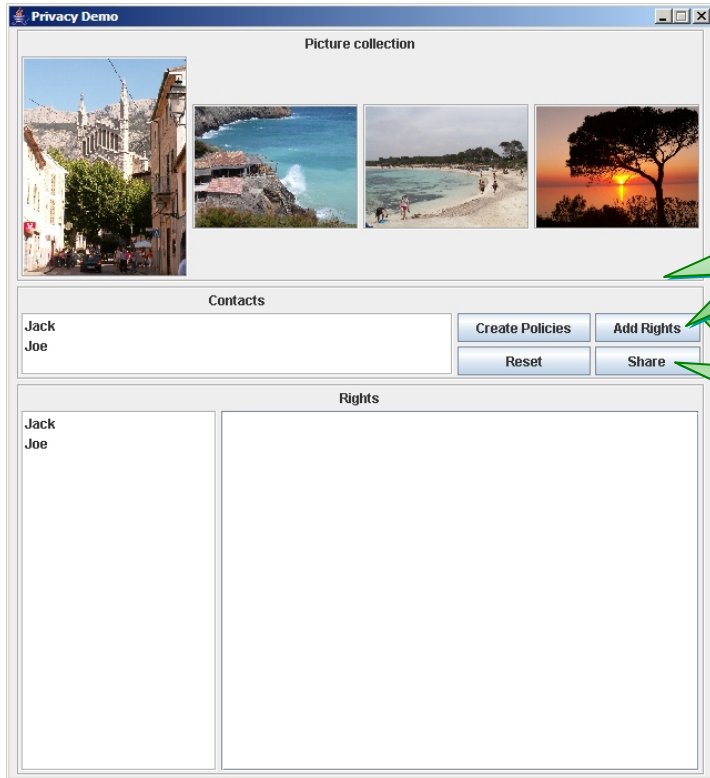 Privacy Demo
Picture collection
Contacts
Jack
Joe
Create Policies
Add Rights
Reset
Share
Rights
Jack
Joe